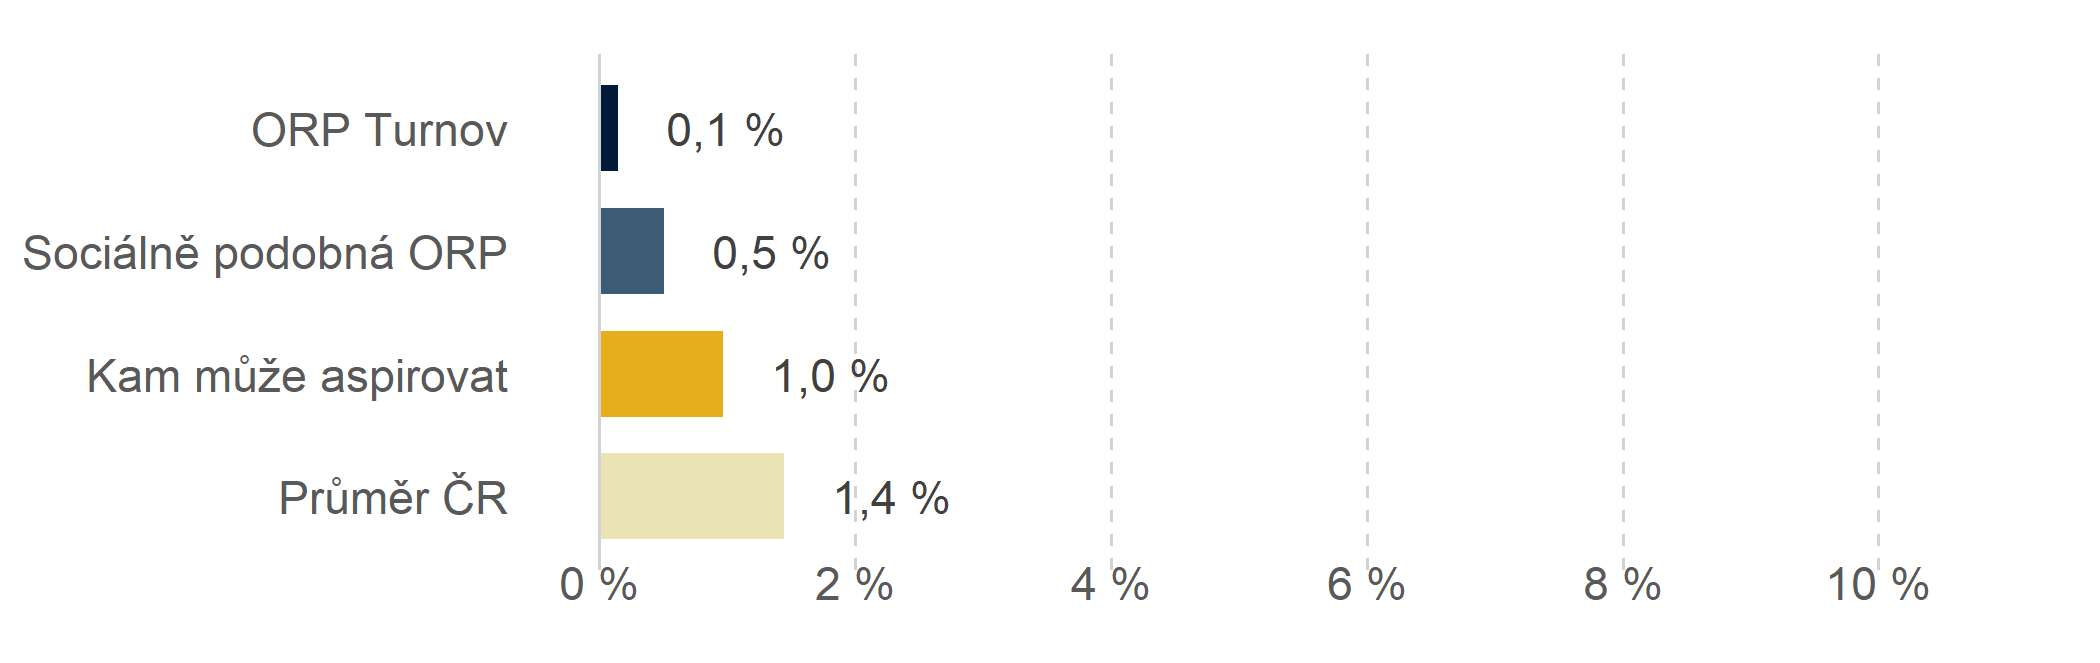 ORP Turnov 0,1 %
Sociálně podobná ORP 0,5 %
Kam může aspirovat 1,0 %
Průměr ČR 1,4 %
0 % 2 % 4 % 6 % 8 % 10 %